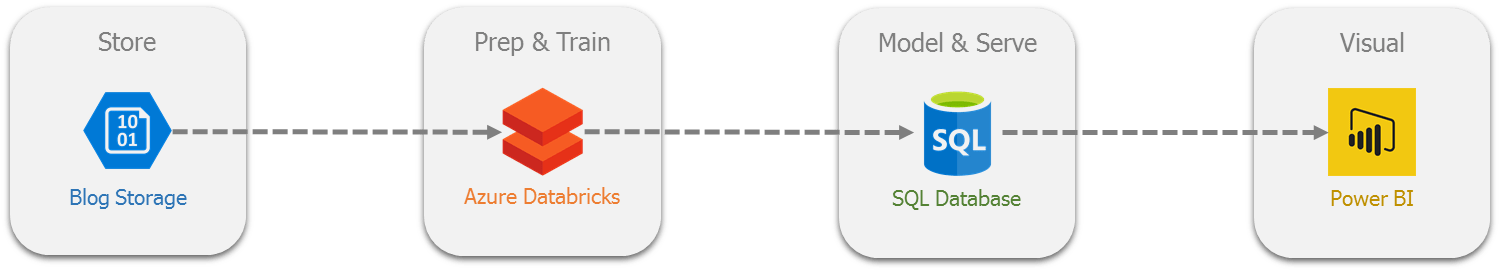 Store
Prep & Train
Model & Serve
Visual
10
01
SQL
Blog Storage
Azure Databricks
SQL Database
Power BI